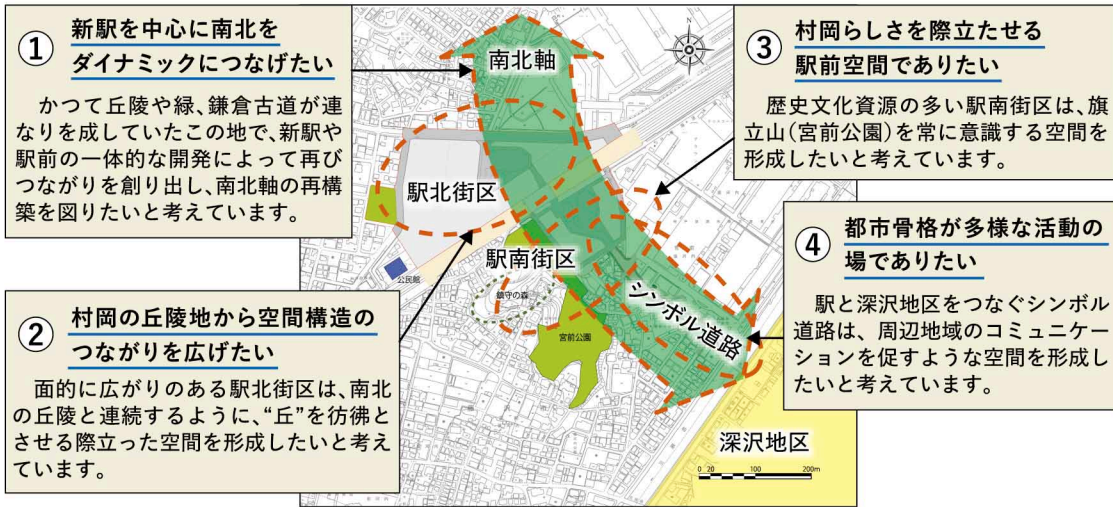 ① 新駅を中心に南北を
ダイナミックにつなげたい
かつて丘陵や緑、鎌倉古道が連
なりを成していたこの地で、新駅や
駅前の一体的な開発によって再び
つながりを創り出し、南北軸の再構
築を図りたいと考えています。
② 村岡の丘陵地から空間構造の
つながりを広げたい
面的に広がりのある駅北街区は、南北
の丘陵と連続するように、“丘”を彷彿と
させる際立った空間を形成したいと考え
ています。
南北軸
N
駅北街区
駅南街区
公民館
鎮守の森
宮前公園
シンボル道路
深沢地区
0 20 100 200m
③ 村岡らしさを際立たせる
駅前空間でありたい
歴史文化資源の多い駅南街区は、旗
立山(宮前公園)を常に意識する空間を
形成したいと考えています。
④ 都市骨格が多様な活動の
場でありたい
駅と深沢地区をつなぐシンボル
道路は、周辺地域のコミュニケー
ションを促すような空間を形成し
たいと考えています。